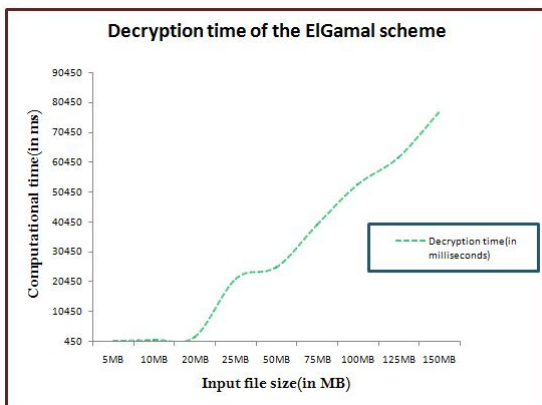 Decryption time of the ElGamal scheme
Computational time(in ms)
90450
80450
70450
60450
50450
40450
30450
20450
10450
450
5MB 10MB 20MB 25MB 50MB 75MB 100MB 125MB 150MB
Input file size(in MB)
Decryption time(in
milliseconds)